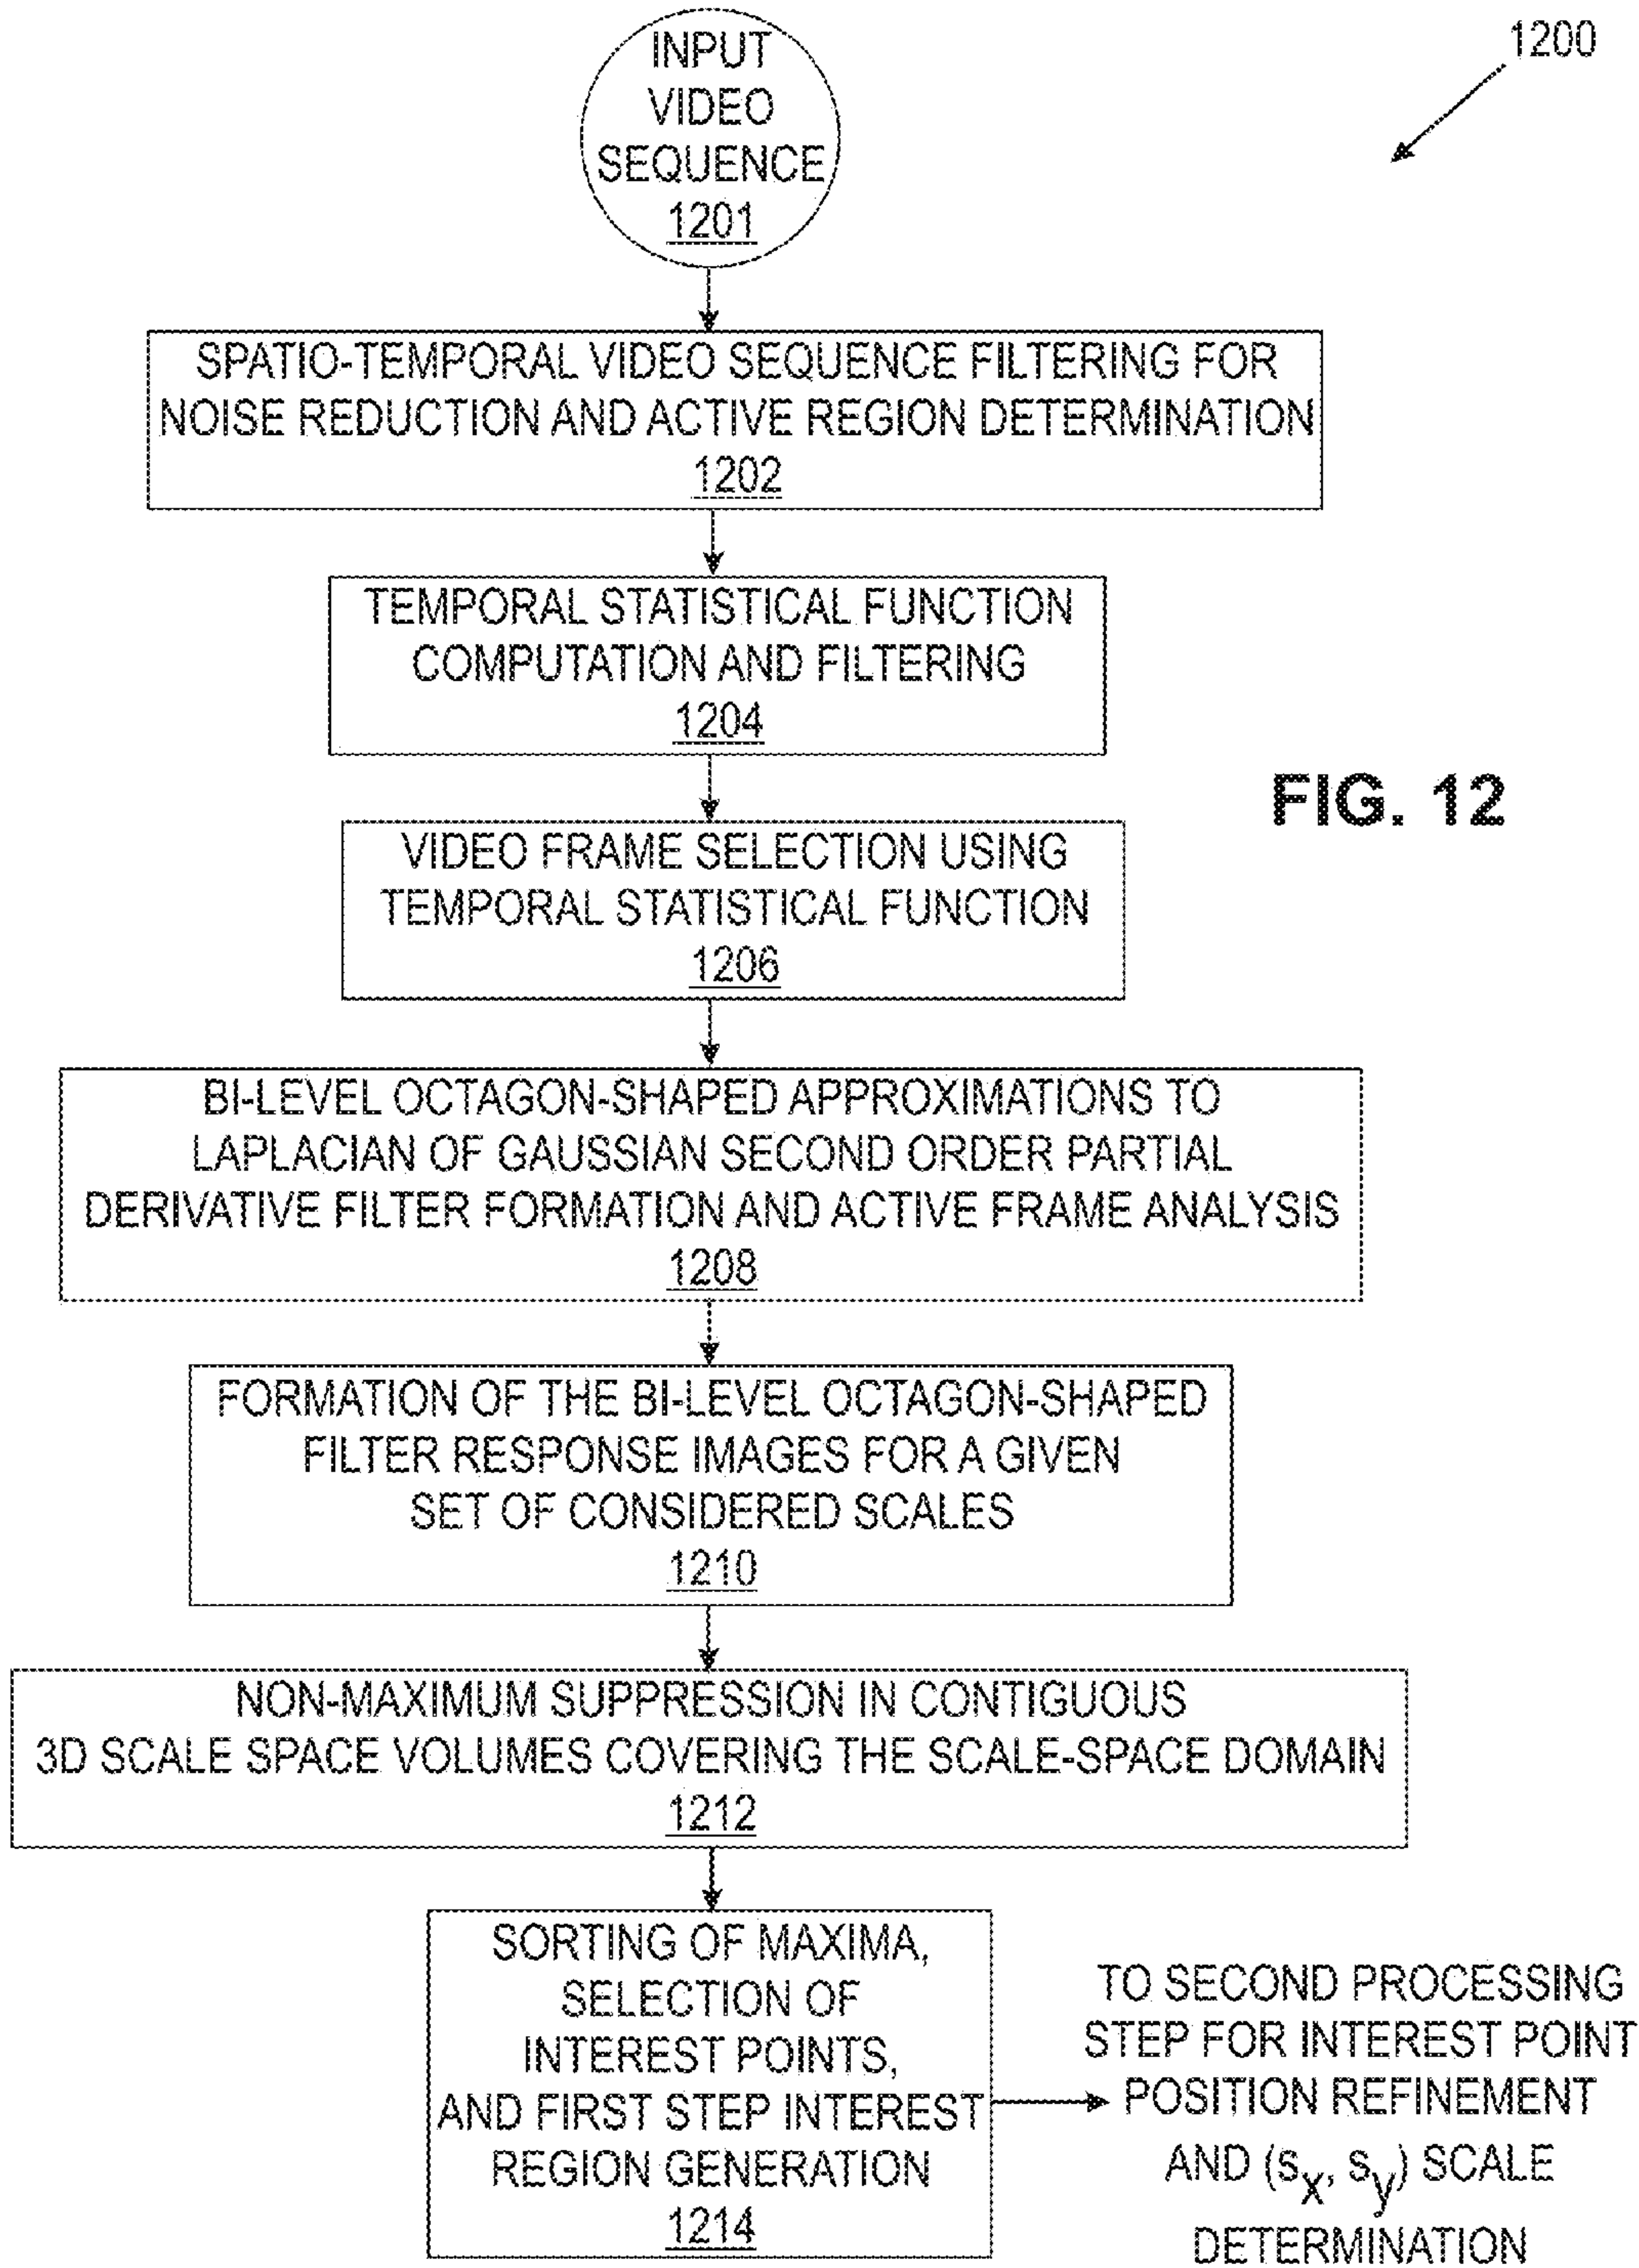 1200
INPUT
VIDEO
SEQUENCE
1201
SPATIO-TEMPORAL VIDEO SEQUENCE FILTERING FOR
NOISE REDUCTION AND ACTIVE REGION DETERMINATION
1202
TEMPORAL STATISTICAL FUNCTION
COMPUTATION AND FILTERING
1204
FIG. 12
VIDEO FRAME SELECTION USING
TEMPORAL STATISTICAL FUNCTION
1206
BI-LEVEL OCTAGON-SHAPED APPROXIMATIONS TO
LAPLACIAN OF GAUSSIAN SECOND ORDER PARTIAL
DERIVATIVE FILTER FORMATION AND ACTIVE FRAME ANALYSIS
1208
FORMATION OF THE BI-LEVEL OCTAGON-SHAPED
FILTER RESPONSE IMAGES FOR A GIVEN
SET OF CONSIDERED SCALES
1210
NON-MAXIMUM SUPPRESSION IN CONTIGUOUS
3D SCALE SPACE VOLUMES COVERING THE SCALE-SPACE DOMAIN
1212
SORTING OF MAXIMA,
SELECTION OF
INTEREST POINTS,
AND FIRST STEP INTEREST
REGION GENERATION
1214
TO SECOND PROCESSING
STEP FOR INTEREST POINT
POSITION REFINEMENT
AND (sx, sy) SCALE
DETERMINATION